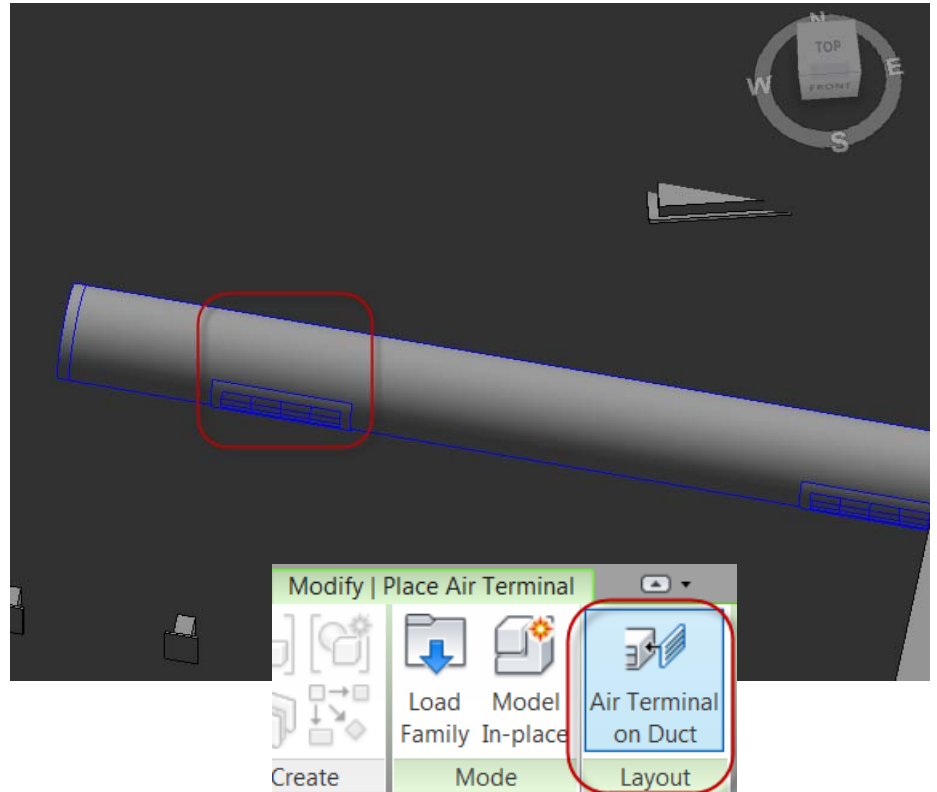 N
TOP
E
W
FRONT
S
Modify | Place Air Terminal
Load
Family
Model
In-place
Air Terminal
on Duct
Create
Mode
Layout